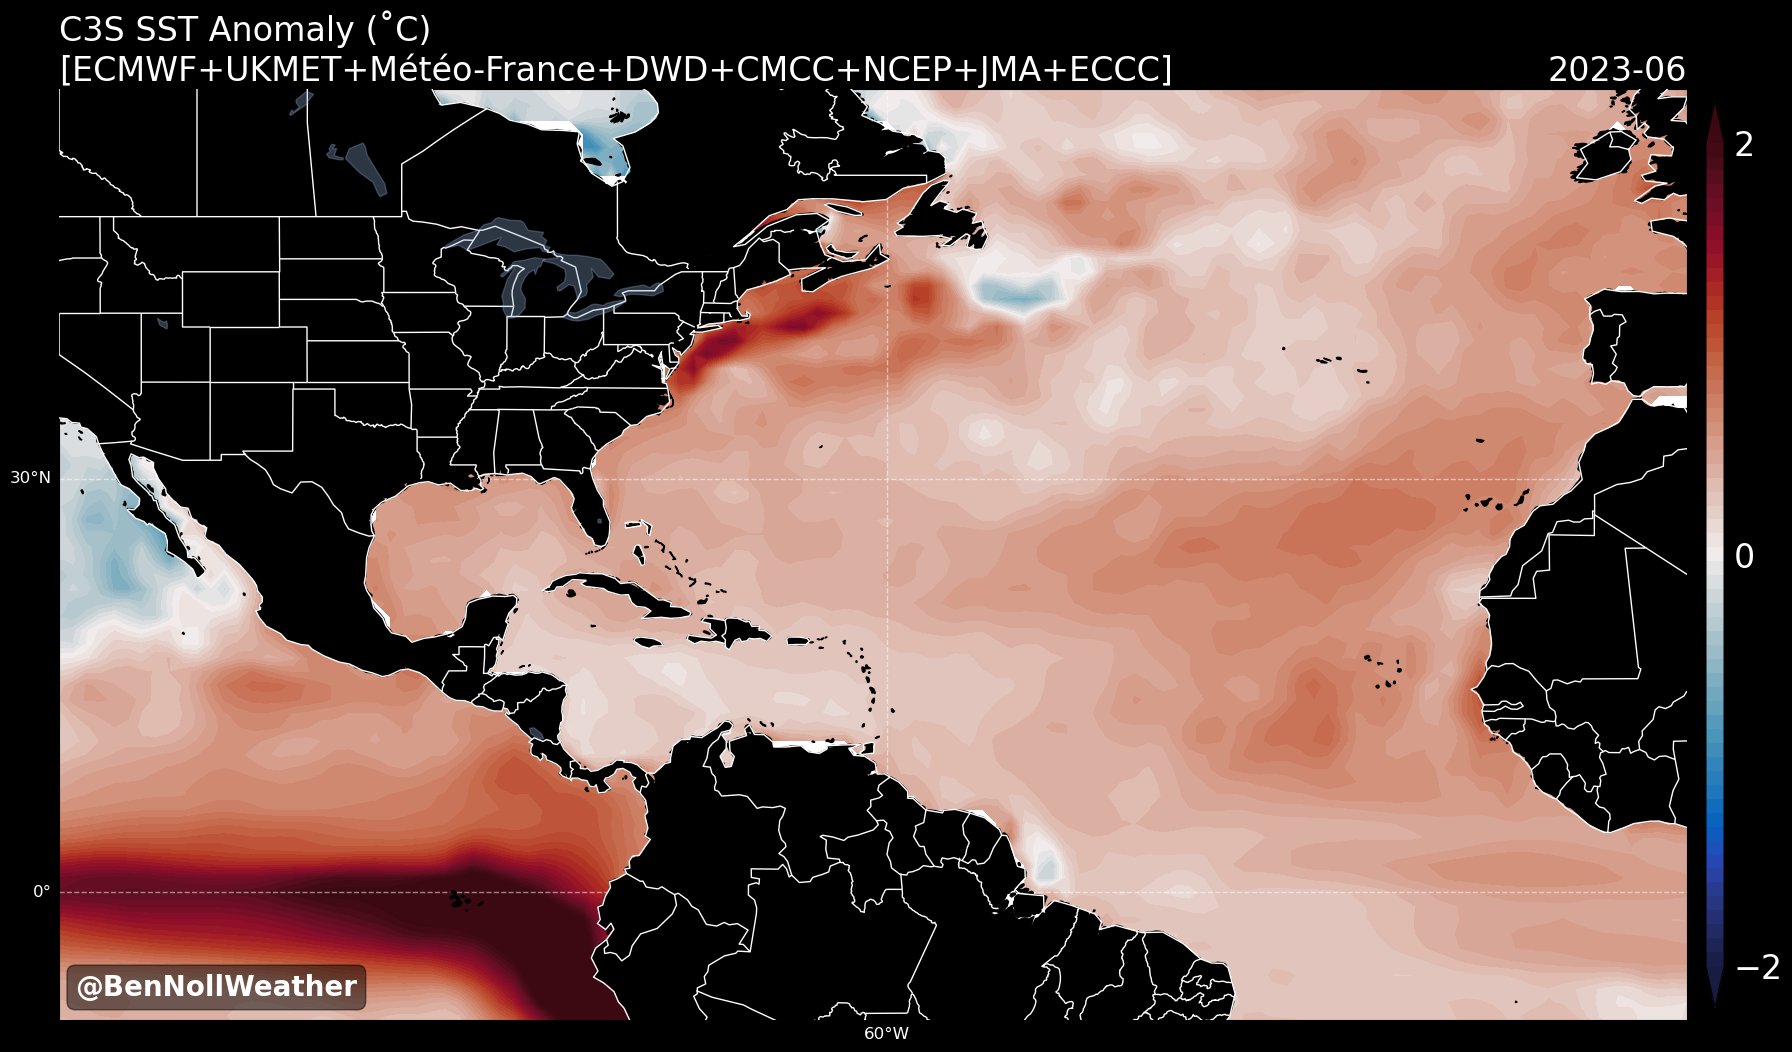 C3S SST Anomaly (˚C)
[ECMWF+UKMET+Météo-France+DWD+CMCC+NCEP+JMA+ECCC]
2023-06
2
30°N
0
0°
−2
@BenNollWeather
60°W